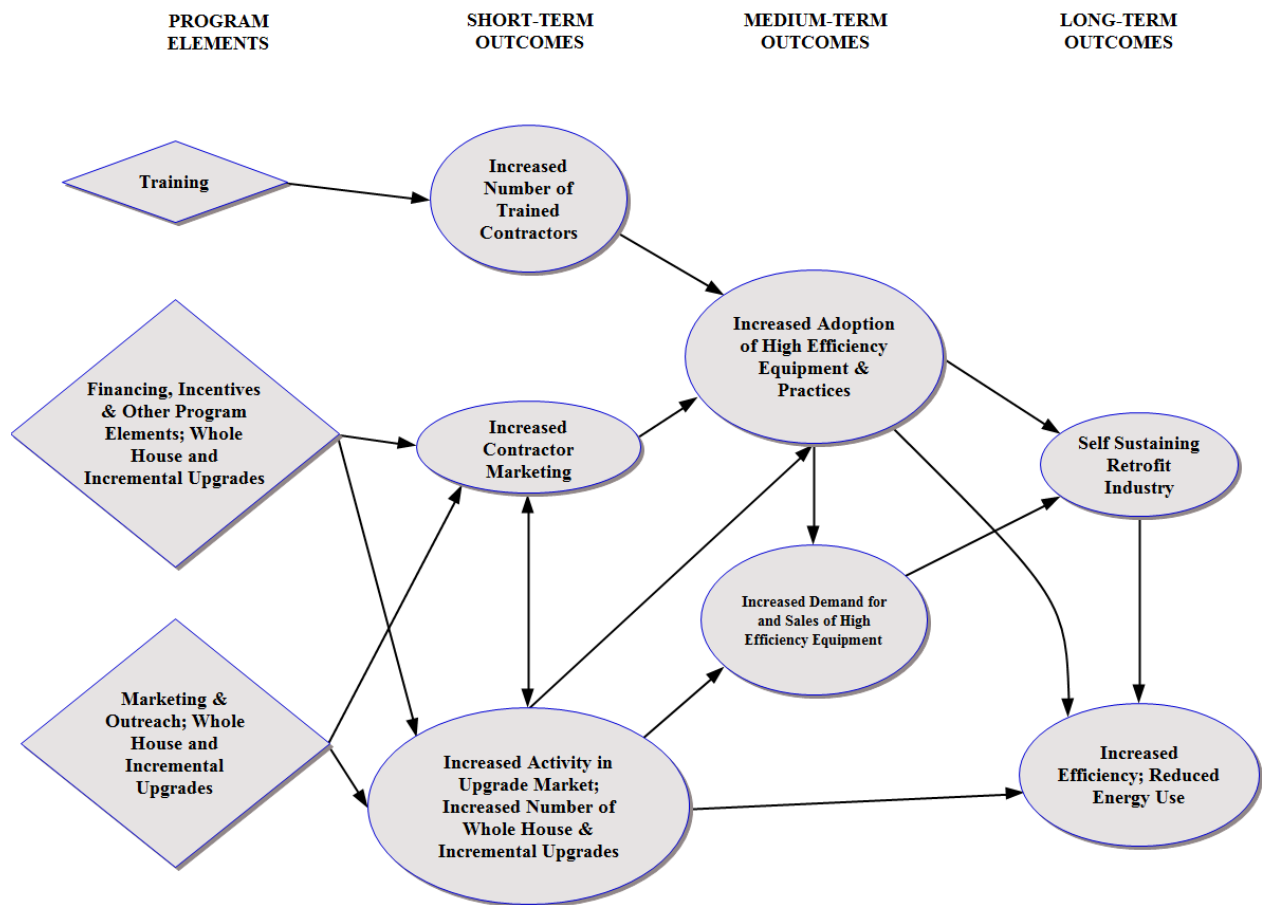 PROGRAM
ELEMENTS
SHORT-TERM
OUTCOMES
MEDIUM-TERM
OUTCOMES
LONG-TERM
OUTCOMES
Training
Increased
Number of
Trained
Contractors
Increased Adoption
of High Efficiency
Equipment &
Practices
Financing, Incentives
& Other Program
Elements; Whole
House and
Incremental Upgrades
Increased
Contractor
Marketing
Self Sustaining
Retrofit
Industry
Increased Demand for
and Sales of High
Efficiency Equipment
Marketing &
Outreach; Whole
House and
Incremental
Upgrades
Increased Activity in
Upgrade Market;
Increased Number of
Whole House &
Incremental Upgrades
Increased
Efficiency; Reduced
Energy Use